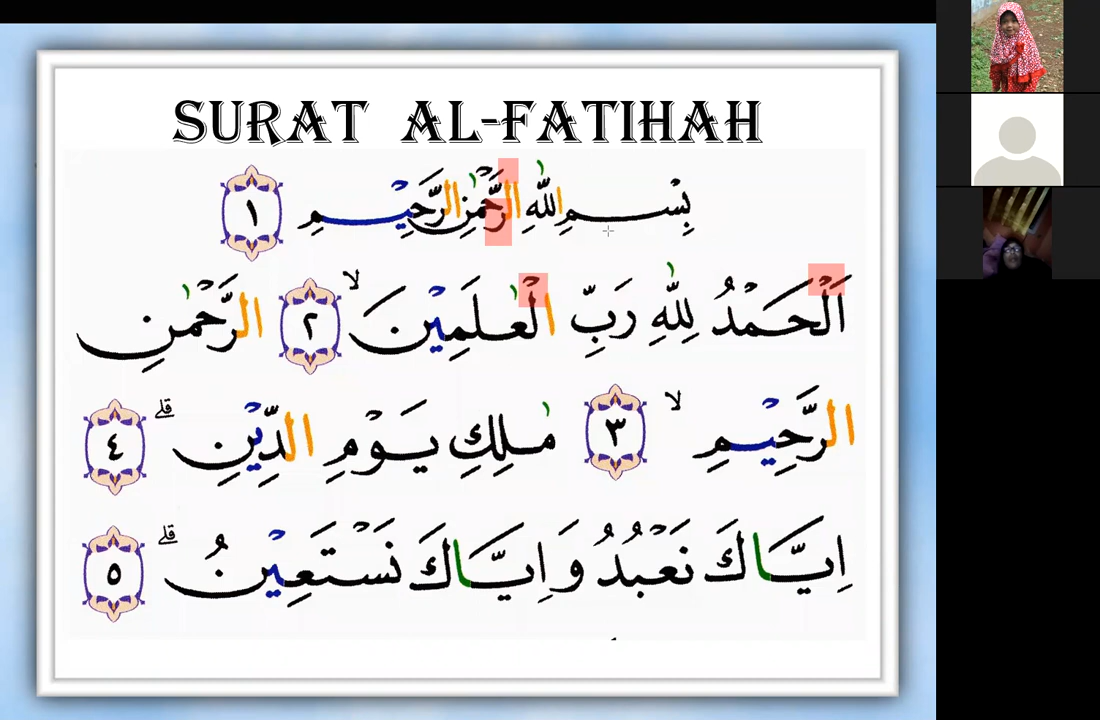 SURAT AL-FATIHAH
بِسْمِ اللّٰهِ الرَّحْمٰنِ الرَّحِيْمِ ١
اَلْحَمْدُ لِلّٰهِ رَبِّ الْعٰلَمِيْنَ ۙ ٢ الرَّحْمٰنِ
الرَّحِيْمِ ۙ ٣ مٰلِكِ يَوْمِ الدِّيْنِ ۗ ٤
اِيَّاكَ نَعْبُدُ وَاِيَّاكَ نَسْتَعِيْنُ ۗ ٥